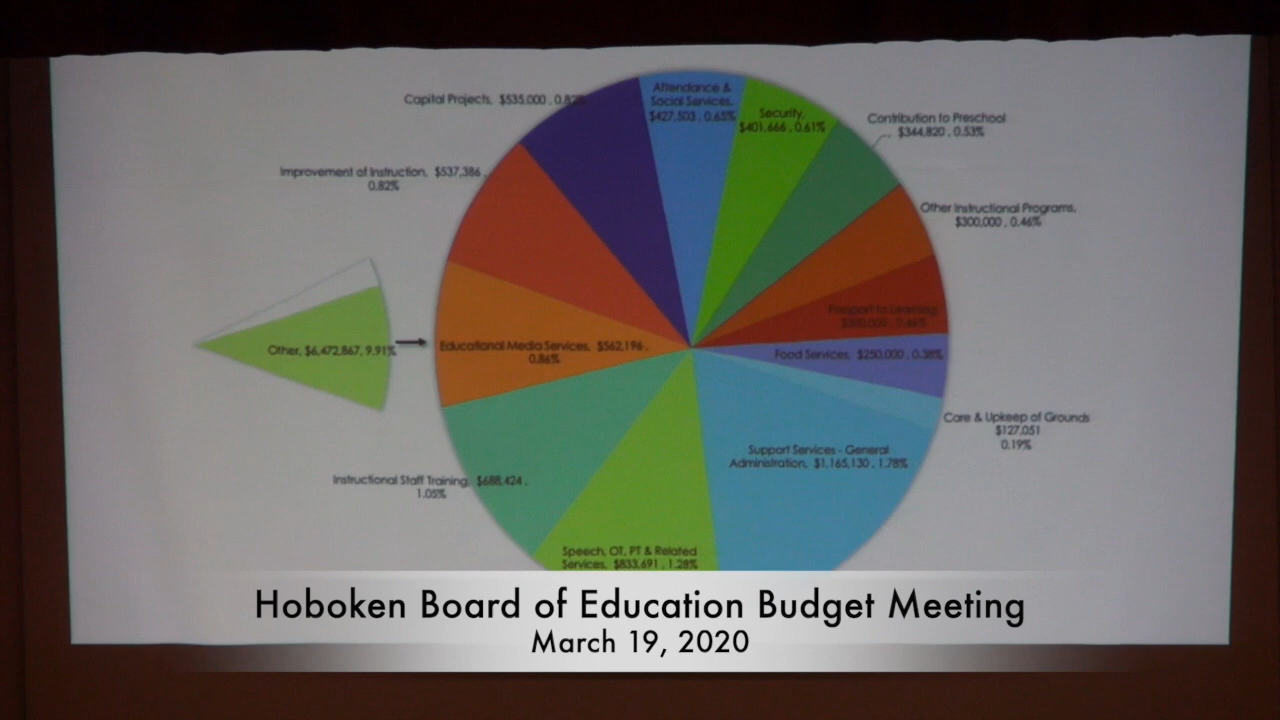 Capital Projects, $535,000 , 0.82%
Attendance &
Social Services,
$427,503 , 0.65%
Security,
$401,666 , 0.61%
Contribution to Preschool
$344,820 , 0.53%
Improvement of Instruction, $537,386 ,
0.82%
Other Instructional Programs,
$300,000 , 0.46%
Passport to Learning,
$300,000 , 0.46%
Other, $6,472,867, 9.91%
Educational Media Services, $562,196 ,
0.86%
Food Services, $250,000 , 0.38%
Care & Upkeep of Grounds
$127,051
0.19%
Support Services - General
Administration, $1,165,130 , 1.78%
Instructional Staff Training, $688,424 ,
1.05%
Speech, OT, PT & Related
Services, $833,691 , 1.28%
Hoboken Board of Education Budget Meeting
March 19, 2020